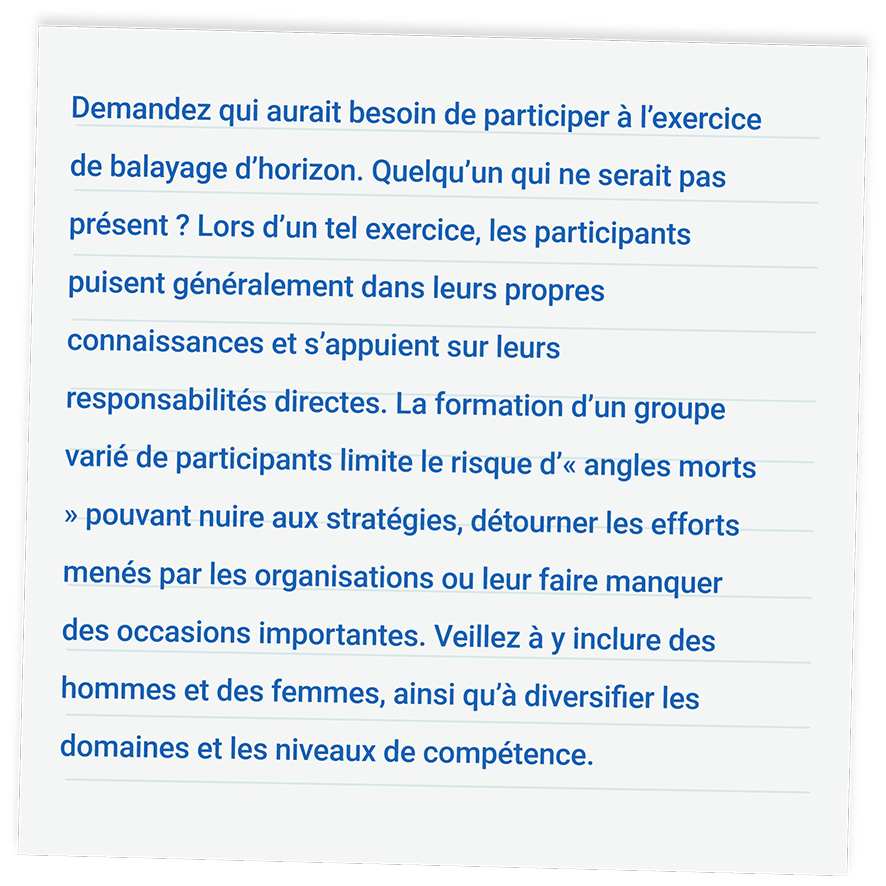 Demandez qui aurait besoin de participer à l’exercice
de balayage d’horizon. Quelqu’un qui ne serait pas
présent ? Lors d’un tel exercice, les participants
puisent généralement dans leurs propres
connaissances et s’appuient sur leurs
responsabilités directes. La formation d’un groupe
varié de participants limite le risque d’« angles morts
» pouvant nuire aux stratégies, détourner les efforts
menés par les organisations ou leur faire manquer
des occasions importantes. Veillez à y inclure des
hommes et des femmes, ainsi qu’à diversifier les
domaines et les niveaux de compétence.